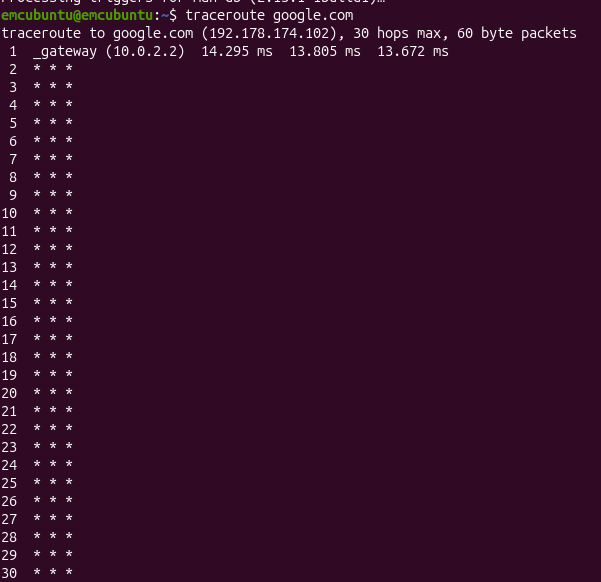 emcubuntu@emcubuntu:~$ traceroute google.com
traceroute to google.com (192.178.174.102), 30 hops max, 60 byte packets
 1  _gateway (10.0.2.2)  14.295 ms  13.805 ms  13.672 ms
 2  * * *
 3  * * *
 4  * * *
 5  * * *
 6  * * *
 7  * * *
 8  * * *
 9  * * *
10  * * *
11  * * *
12  * * *
13  * * *
14  * * *
15  * * *
16  * * *
17  * * *
18  * * *
19  * * *
20  * * *
21  * * *
22  * * *
23  * * *
24  * * *
25  * * *
26  * * *
27  * * *
28  * * *
29  * * *
30  * * *